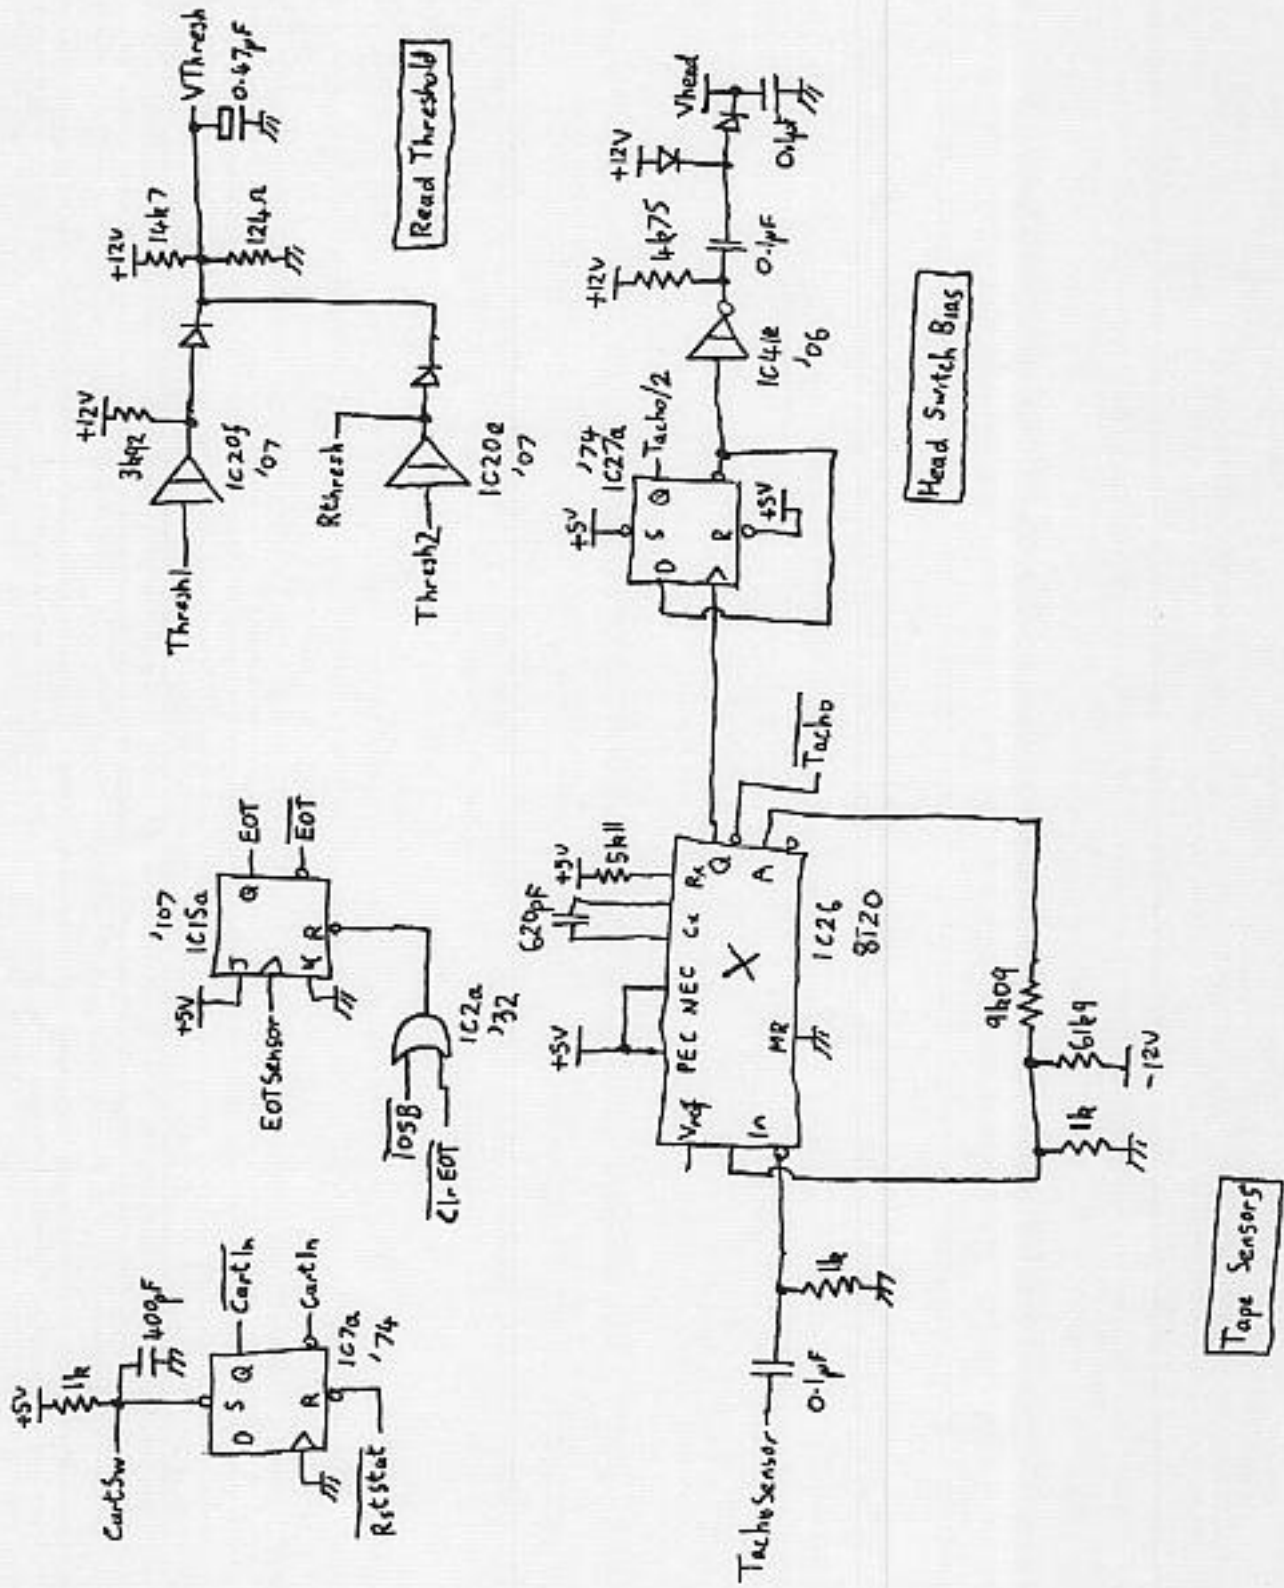 +5V
1k
400pF
CartSw
D
S
Q
R
CartIn
CartIn
IC7a
'74
RstStat
+5V
'107
IC15a
J
Q
K
R
EOT
EOT
EOTSensor
IOSB
ClrEOT
IC2a
'32
+12V
3k92
Thresh1
IC20f
'07
+12V
14k7
124Ω
VThresh
0.47µF
Rthresh
Thresh2
IC20e
'07
Read Threshold
TachoSensor
0.1µF
1k
+5V
620pF
+5V
5k11
Vref
PEC
NEC
Cx
Rx
In
X
Q
MR
A
IC26
8T20
Tacho
9k09
1k
61k9
-12V
+5V
'74
IC27a
D
S
Q
R
Tacho/2
+5V
+12V
4k75
IC41e
'06
0.1µF
+12V
Vhead
0.1µF
Head Switch Bias
Tape Sensors